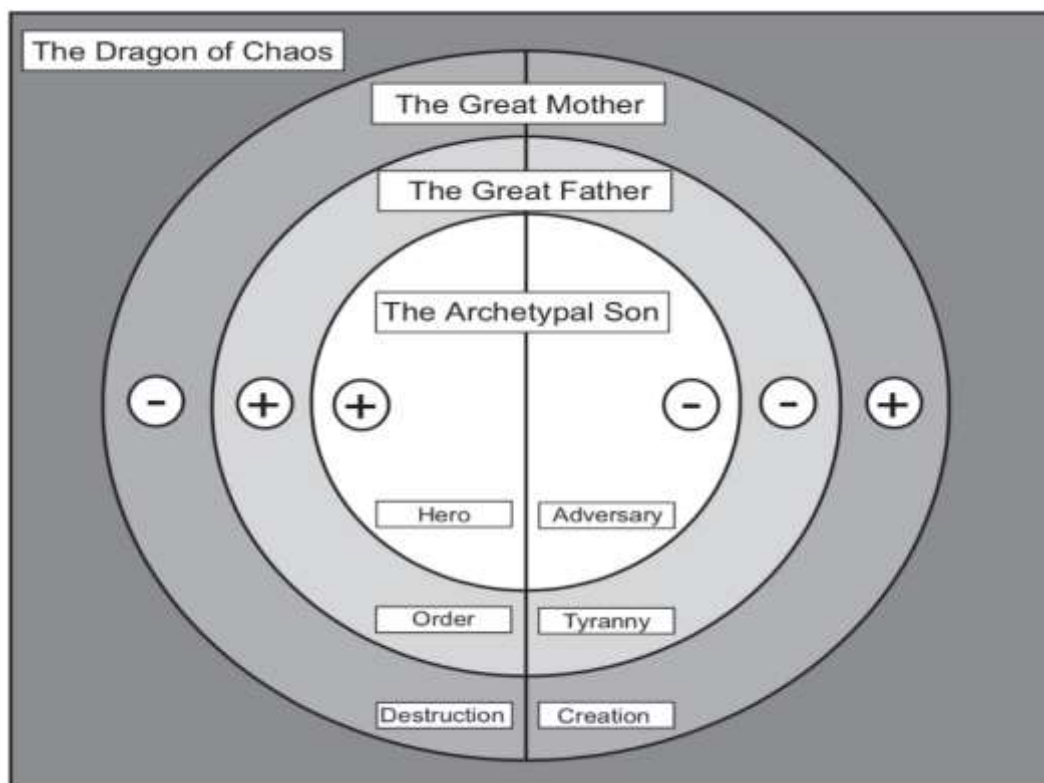 The Dragon of Chaos
The Great Mother
The Great Father
The Archetypal Son
- + + - - +
Hero Adversary
Order Tyranny
Destruction Creation